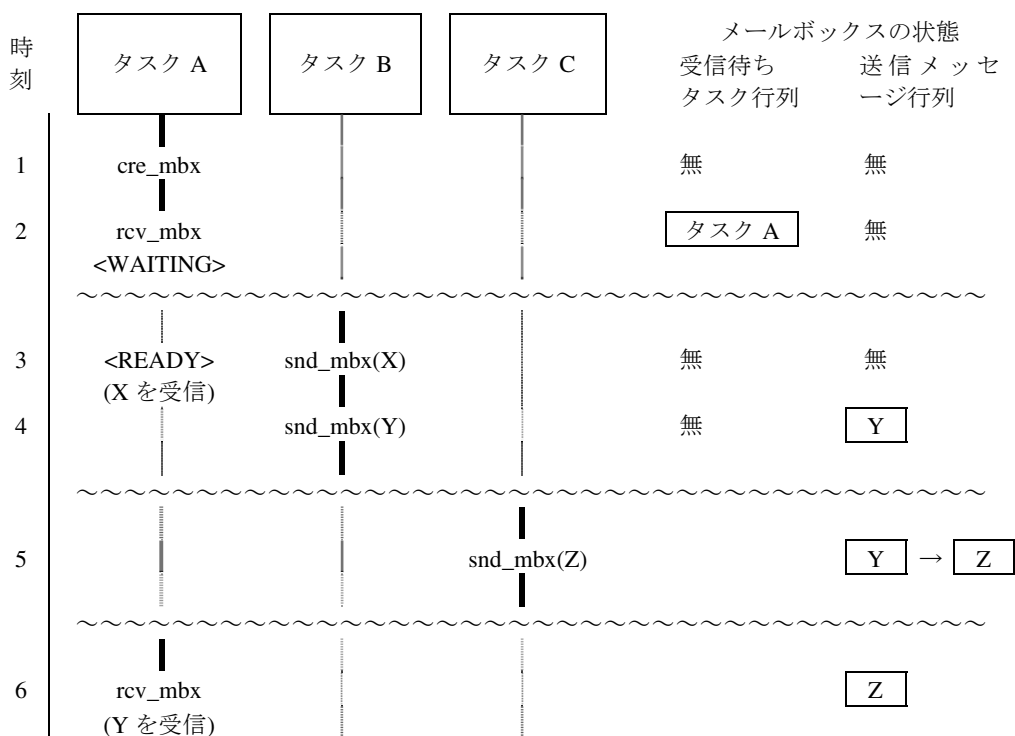 時刻 タスク A タスク B タスク C メールボックスの状態
受信待ちタスク行列 送信メッセージ行列
1 cre_mbx 無 無
2 rcv_mbx タスク A 無
<WAITING>
～～～～～～～～～～～～～～～～～～～～～～～～～～～～～～～～～～～～～～
3 <READY> snd_mbx(X) 無 無
(X を受信)
4 snd_mbx(Y) 無 Y
～～～～～～～～～～～～～～～～～～～～～～～～～～～～～～～～～～～～～～
5 snd_mbx(Z) Y → Z
～～～～～～～～～～～～～～～～～～～～～～～～～～～～～～～～～～～～～～
6 rcv_mbx Z
(Y を受信)